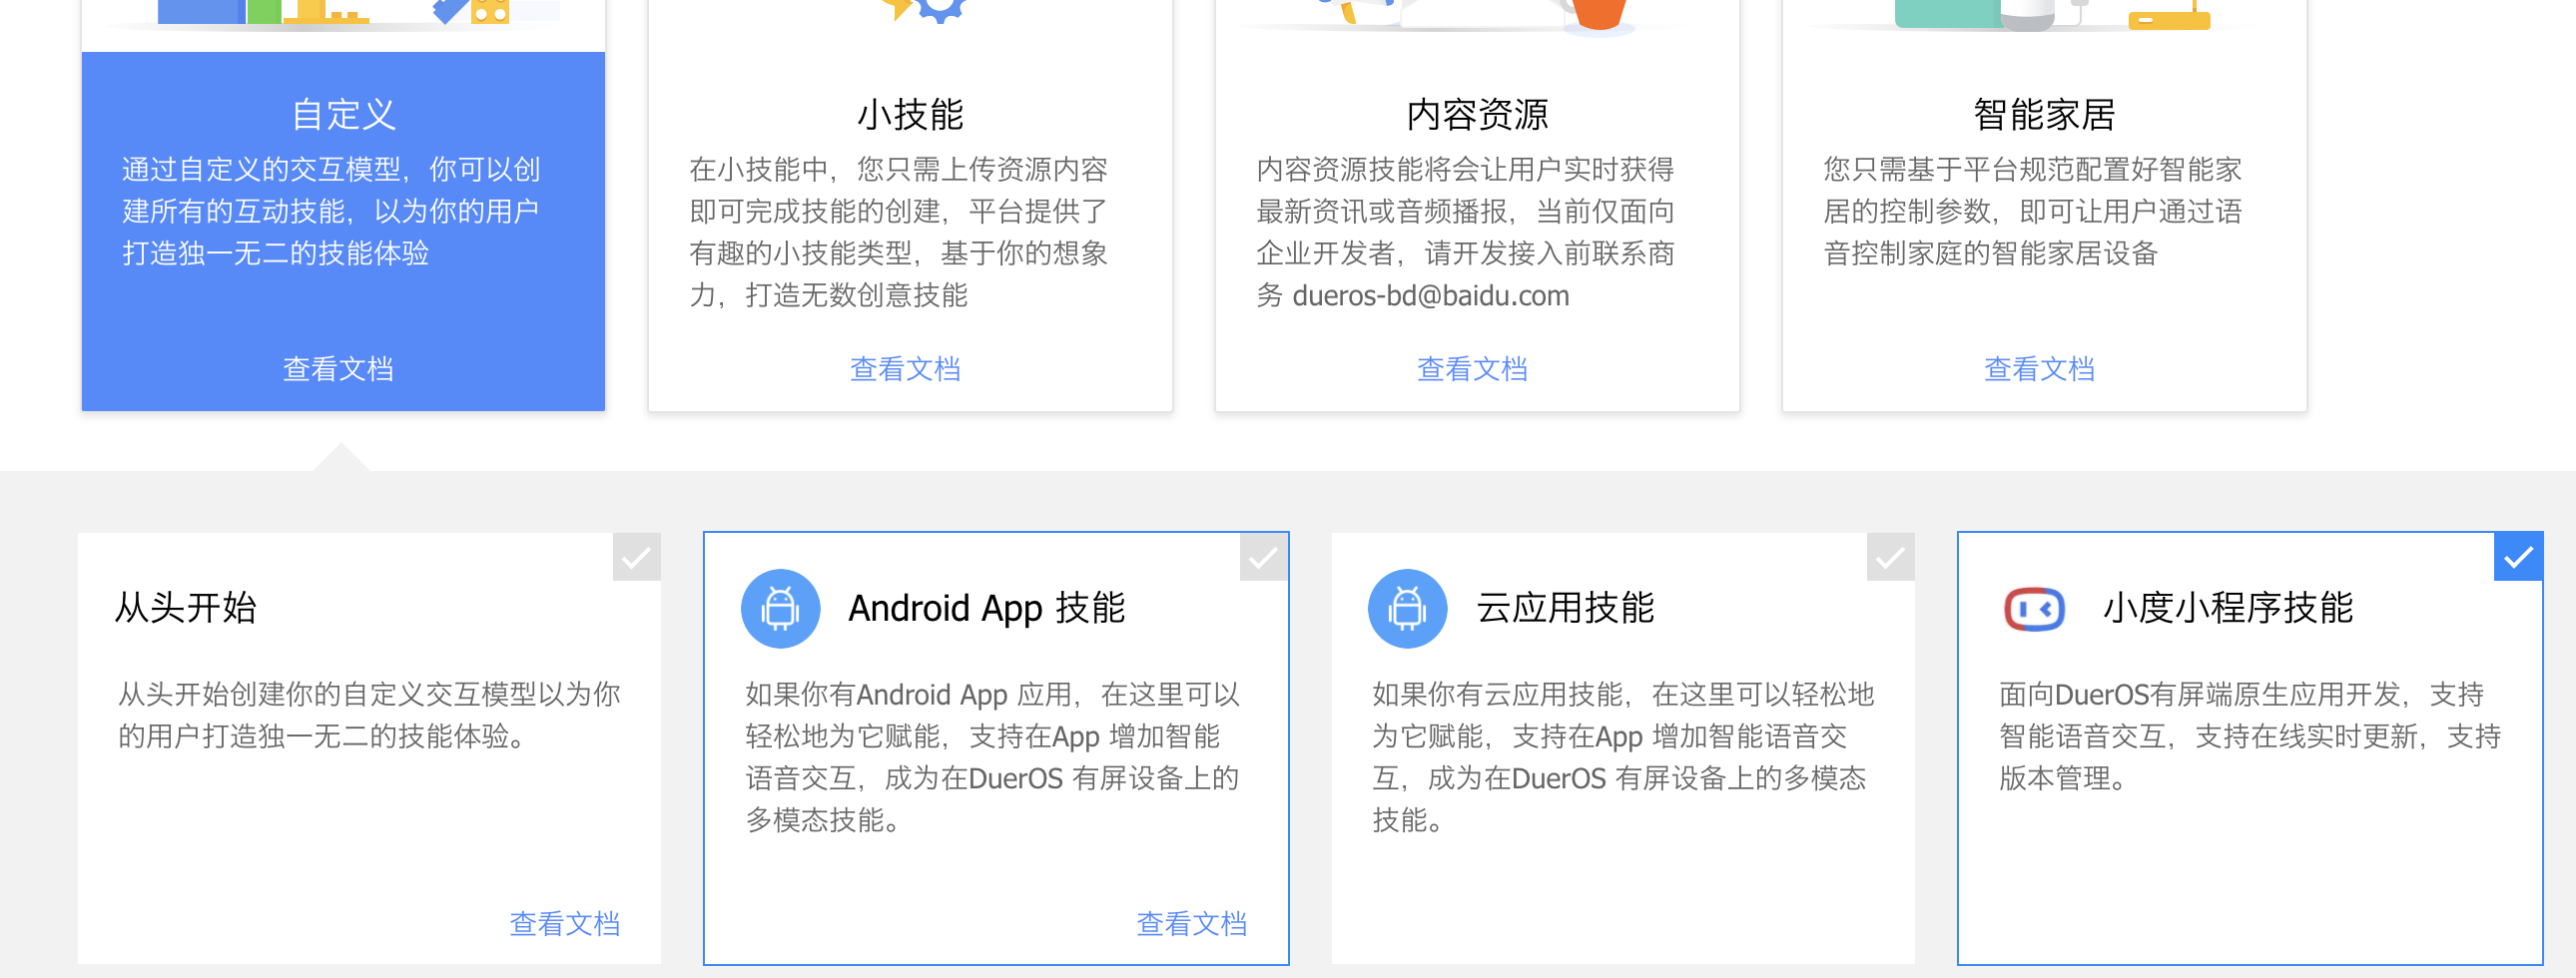 自定义
通过自定义的交互模型，你可以创
建所有的互动技能，以为你的用户
打造独一无二的技能体验
查看文档
小技能
在小技能中，您只需上传资源内容
即可完成技能的创建，平台提供了
有趣的小技能类型，基于你的想象
力，打造无数创意技能
查看文档
内容资源
内容资源技能将会让用户实时获得
最新资讯或音频播报，当前仅面向
企业开发者，请开发接入前联系商
务 dueros-bd@baidu.com
查看文档
智能家居
您只需基于平台规范配置好智能家
居的控制参数，即可让用户通过语
音控制家庭的智能家居设备
查看文档
从头开始
从头开始创建你的自定义交互模型以为你
的用户打造独一无二的技能体验。
查看文档
Android App 技能
如果你有Android App 应用，在这里可以
轻松地为它赋能，支持在App 增加智能
语音交互，成为在DuerOS 有屏设备上的
多模态技能。
查看文档
云应用技能
如果你有云应用技能，在这里可以轻松地
为它赋能，支持在App 增加智能语音交
互，成为在DuerOS 有屏设备上的多模态
技能。
小度小程序技能
面向DuerOS有屏端原生应用开发，支持
智能语音交互，支持在线实时更新，支持
版本管理。